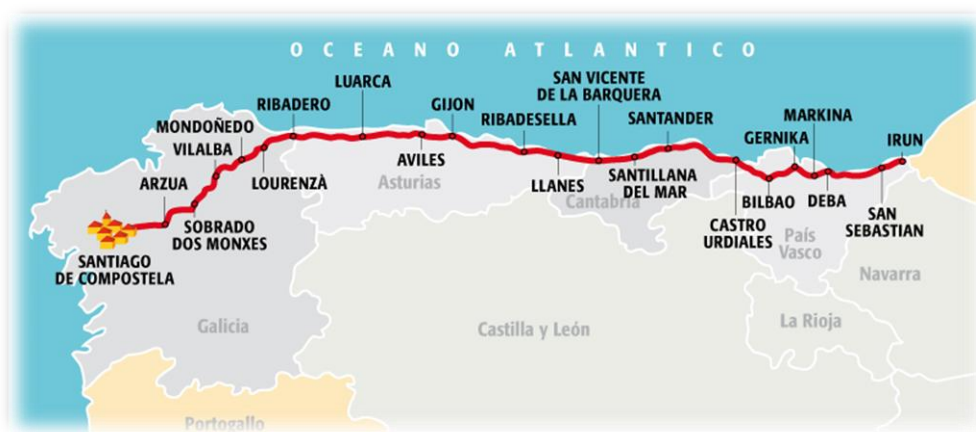 OCEANO ATLANTICO
SAN VICENTE
DE LA BARQUERA
LUARCA
RIBADERO
GIJON
RIBADESELLA
SANTANDER
MARKINA
MONDOÑEDO
GERNIKA
IRUN
VILALBA
AVILES
ARZUA
LOURENZÀ
Asturias
LLANES
SANTILLANA
DEL MAR
Cantabria
BILBAO
DEBA
SOBRADO
DOS MONXES
CASTRO
URDIALES
SAN
SEBASTIAN
País
Vasco
SANTIAGO
DE COMPOSTELA
Navarra
Galicia
Castilla y León
La Rioja
Portogallo